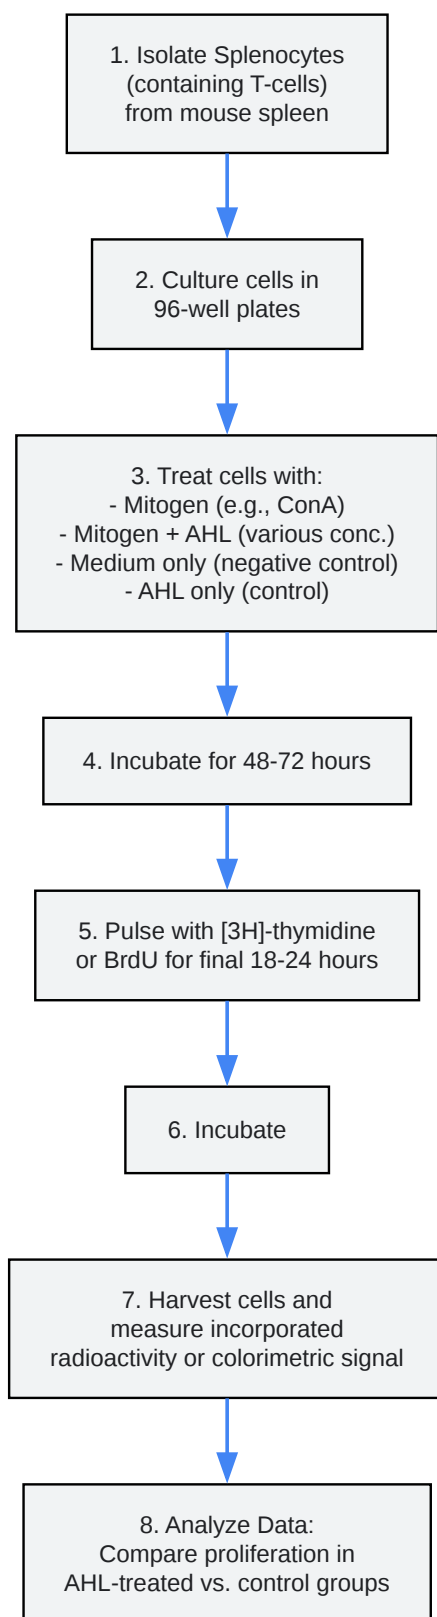 1. Isolate Splenocytes
(containing T-cells)
from mouse spleen
2. Culture cells in
96-well plates
3. Treat cells with:
- Mitogen (e.g., ConA)
- Mitogen + AHL (various conc.)
- Medium only (negative control)
- AHL only (control)
4. Incubate for 48-72 hours
5. Pulse with [3H]-thymidine
or BrdU for final 18-24 hours
6. Incubate
7. Harvest cells and
measure incorporated
radioactivity or colorimetric signal
8. Analyze Data:
Compare proliferation in
AHL-treated vs. control groups